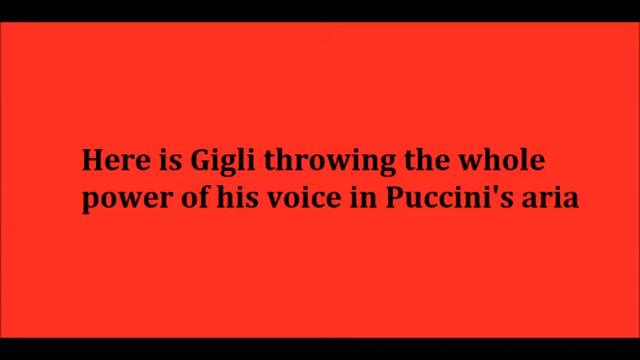 Here is Gigli throwing the whole
power of his voice in Puccini's aria